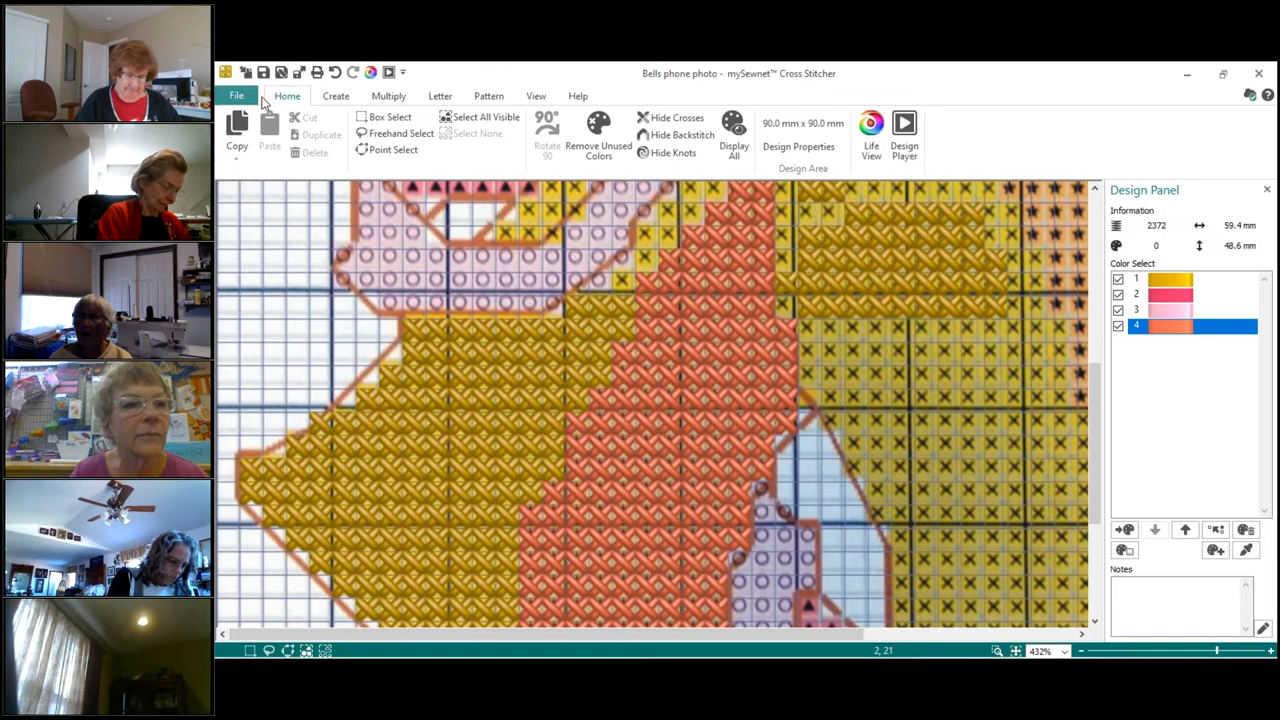 Bells phone photo - mySewnet™ Cross Stitcher
File Home Create Multiply Letter Pattern View Help
Copy
Paste
Cut
Duplicate
Delete
Box Select
Freehand Select
Point Select
Select All Visible
Select None
Rotate 90
90°
Remove Unused Colors
Hide Crosses
Hide Backstitch
Hide Knots
Display All
90.0 mm x 90.0 mm
Design Properties
Design Area
Life View
Design Player
Design Panel
Information
2372 59.4 mm
0 48.6 mm
Color Select
1
2
3
4
Notes
2, 21
432%